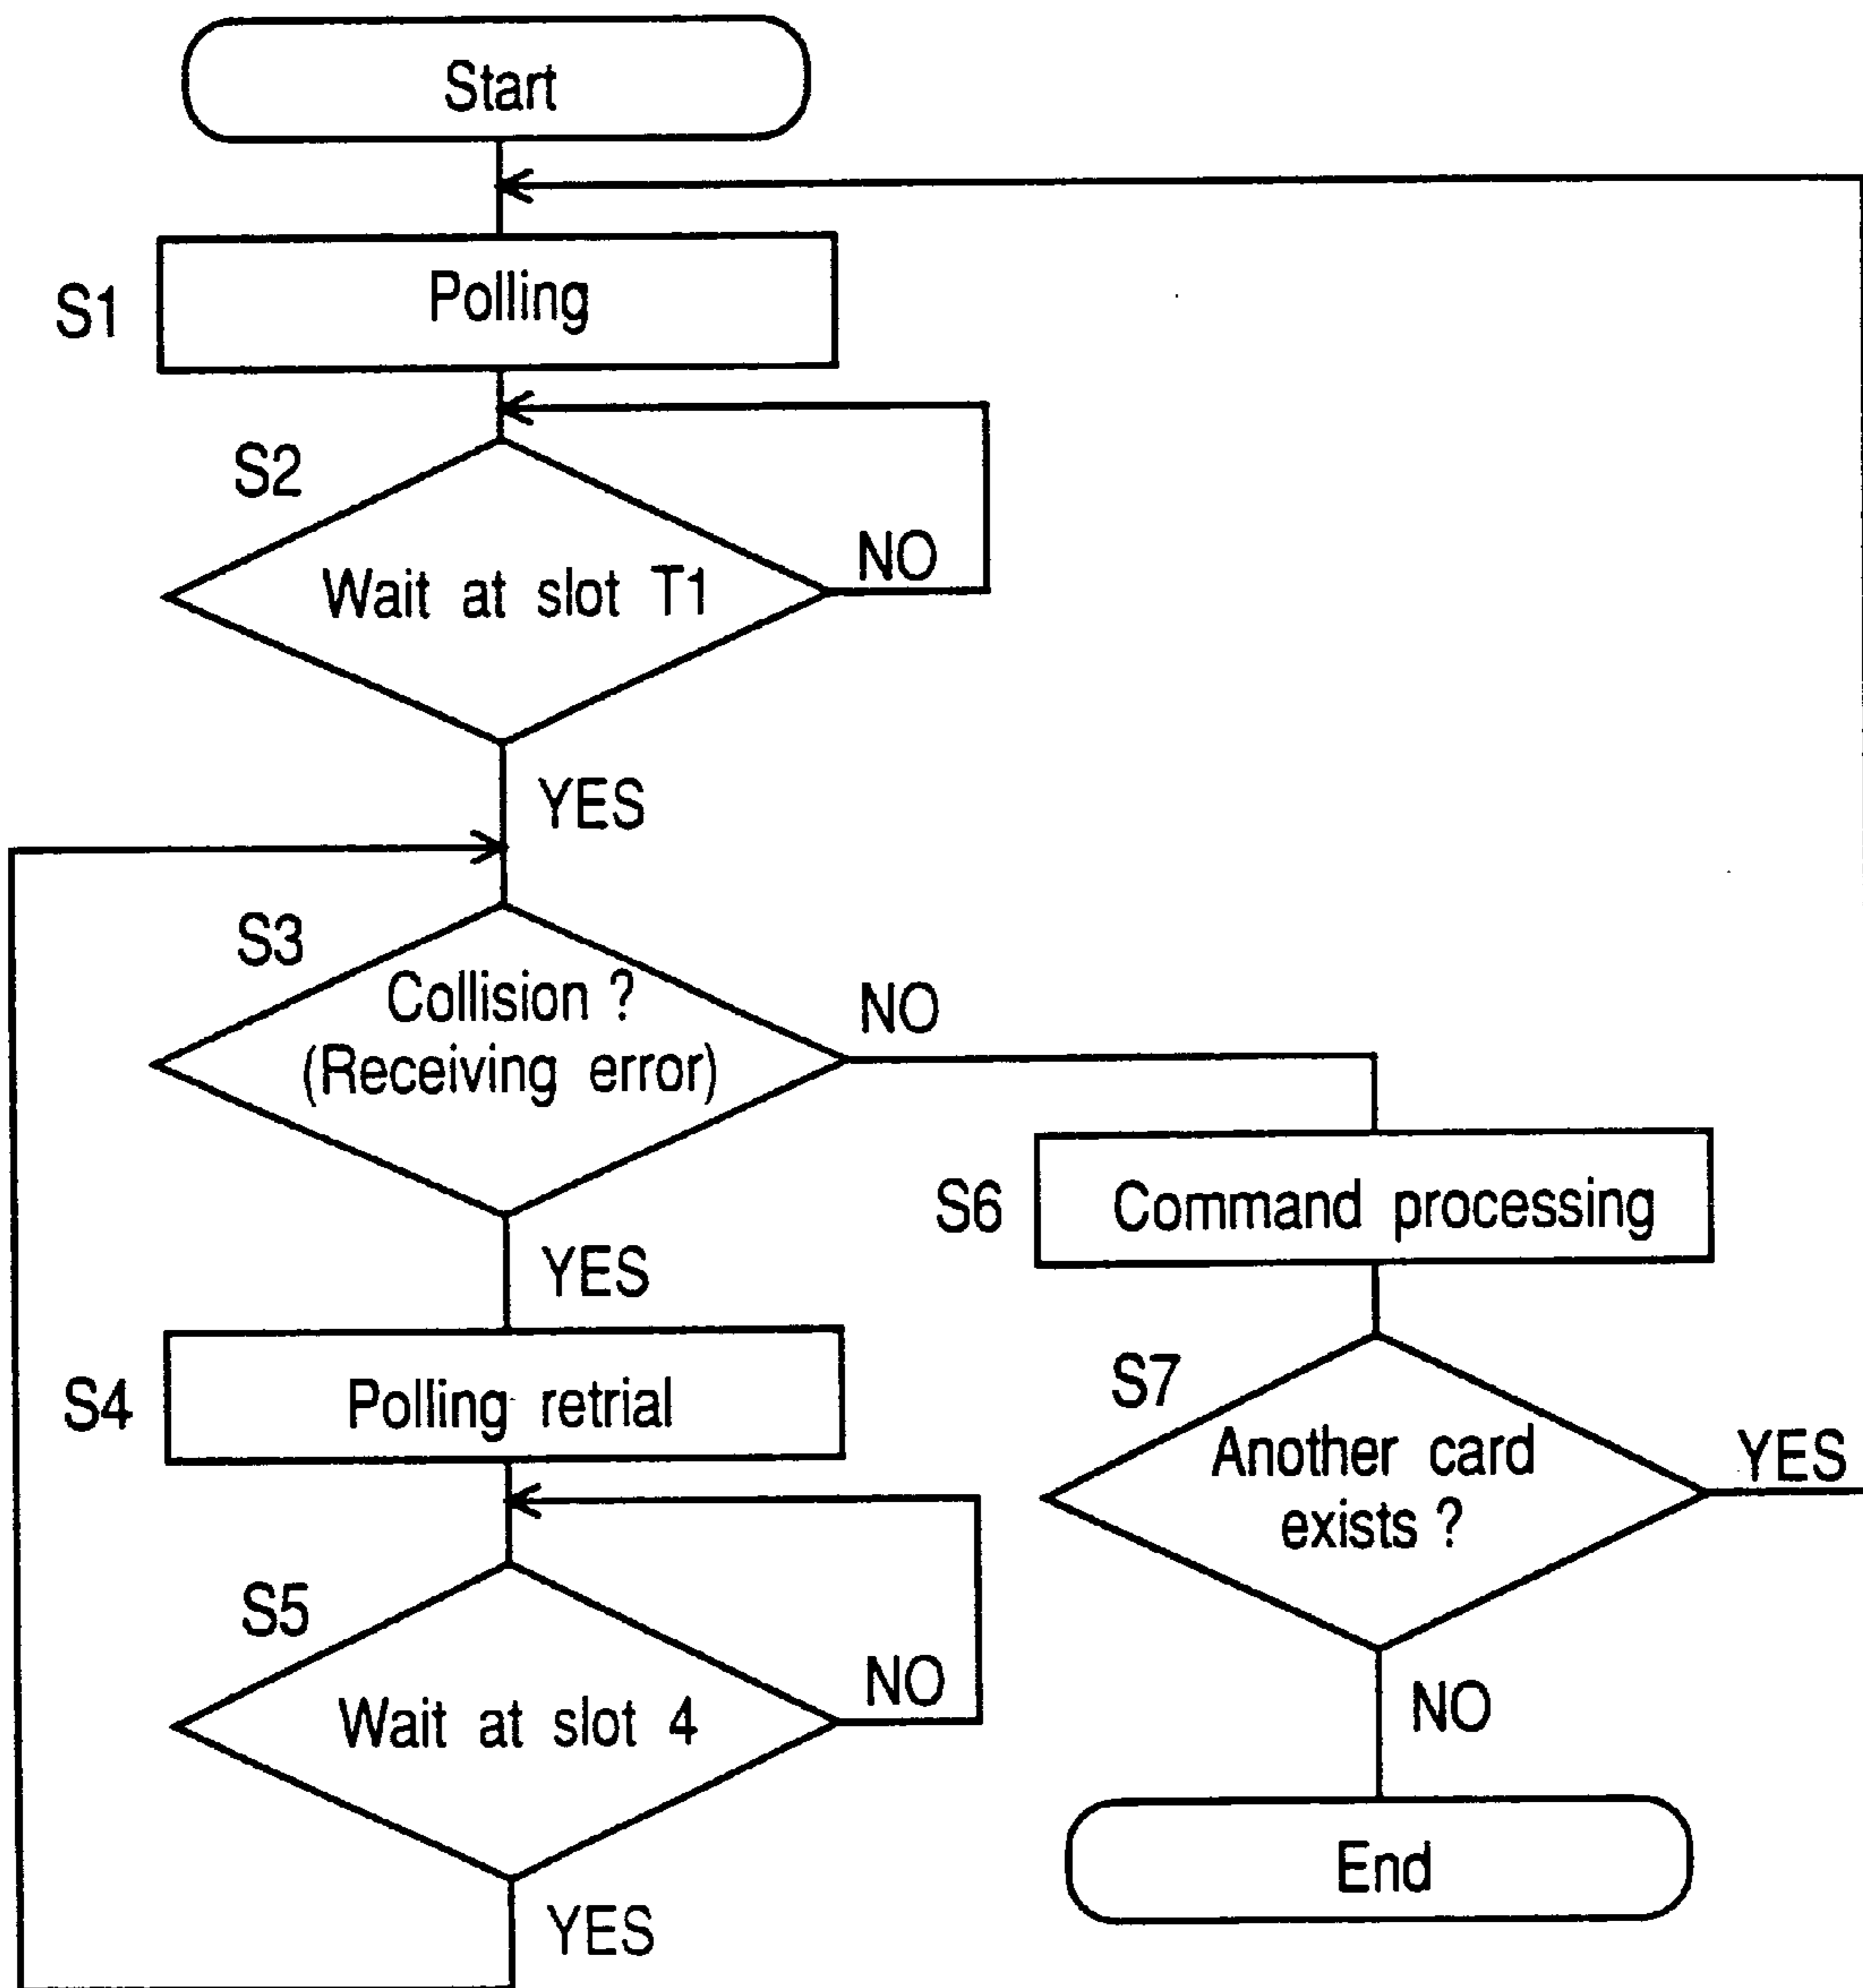 Start
S1
Polling
S2
Wait at slot T1
NO
YES
S3
Collision ?
(Receiving error)
NO
YES
S6
Command processing
S4
Polling retrial
S7
Another card
exists ?
YES
S5
Wait at slot 4
NO
NO
End
YES